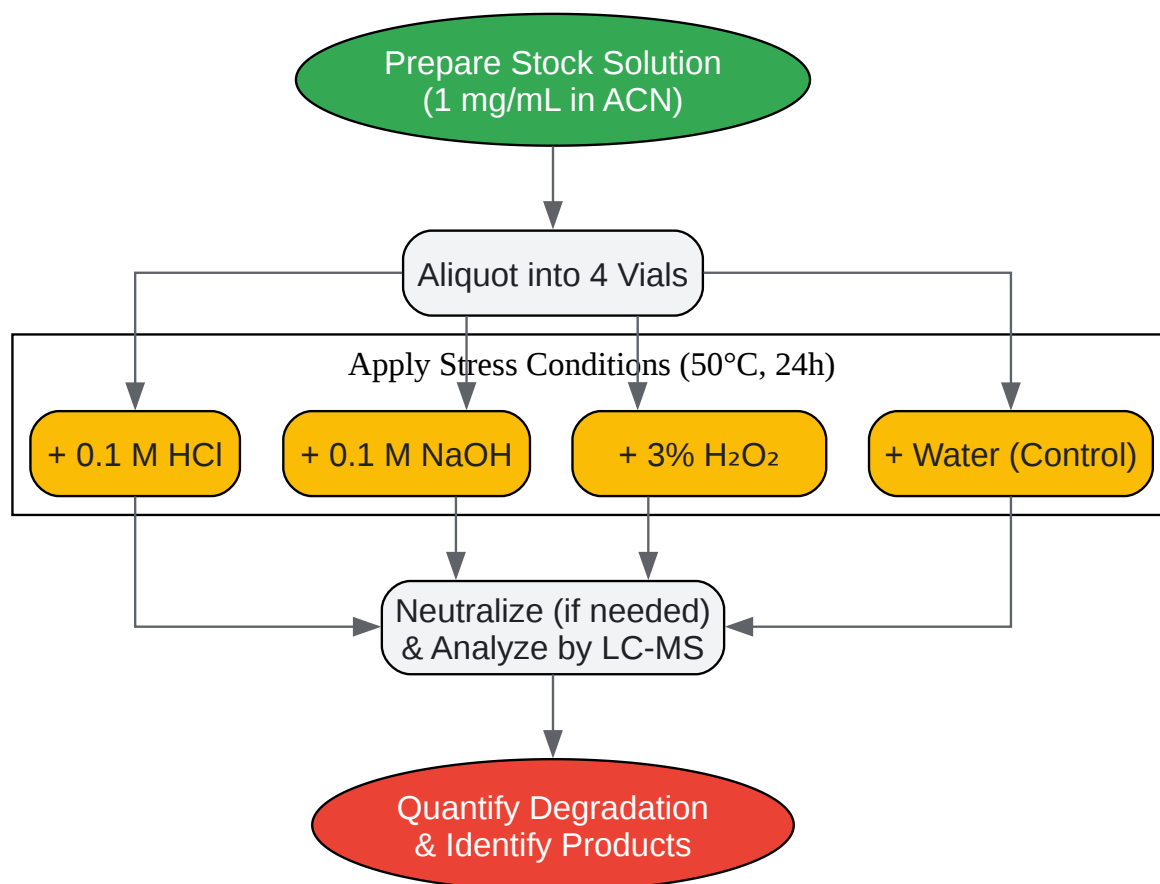 Prepare Stock Solution
(1 mg/mL in ACN)
Aliquot into 4 Vials
Apply Stress Conditions (50°C, 24h)
+ 0.1 M HCl
+ 0.1 M NaOH
+ 3% H₂O₂
+ Water (Control)
Neutralize (if needed)
& Analyze by LC-MS
Quantify Degradation
& Identify Products